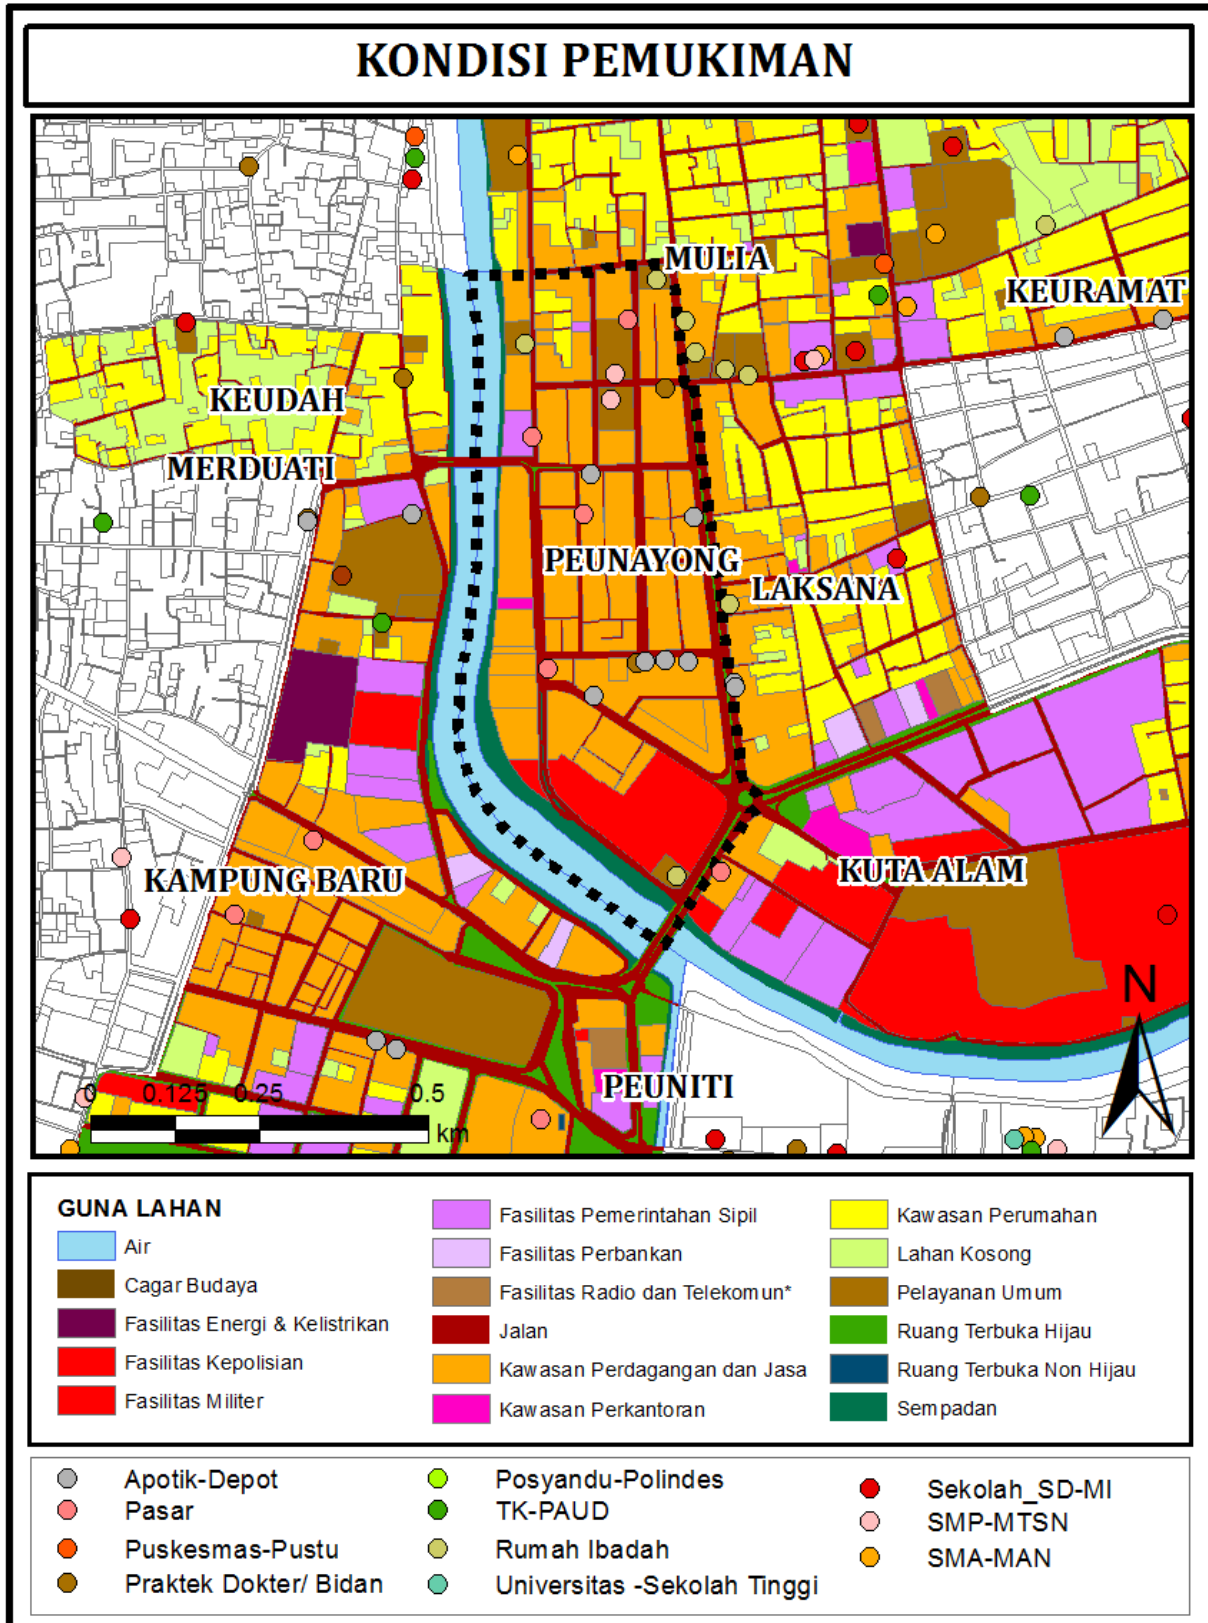 KONDISI PEMUKIMAN
MULIA
KEURAMAT
KEUDAH
MERDUATI
PEUNAYONG
LAKSANA
KAMPUNG BARU
KUTA ALAM
N
PEUNITI
0 0.125 0.25 0.5
km
GUNA LAHAN
Air
Cagar Budaya
Fasilitas Energi & Kelistrikan
Fasilitas Kepolisian
Fasilitas Militer
Fasilitas Pemerintahan Sipil
Fasilitas Perbankan
Fasilitas Radio dan Telekomun*
Jalan
Kawasan Perdagangan dan Jasa
Kawasan Perkantoran
Kawasan Perumahan
Lahan Kosong
Pelayanan Umum
Ruang Terbuka Hijau
Ruang Terbuka Non Hijau
Sempadan
Apotik-Depot
Pasar
Puskesmas-Pustu
Praktek Dokter/ Bidan
Posyandu-Polindes
TK-PAUD
Rumah Ibadah
Universitas -Sekolah Tinggi
Sekolah_SD-MI
SMP-MTSN
SMA-MAN